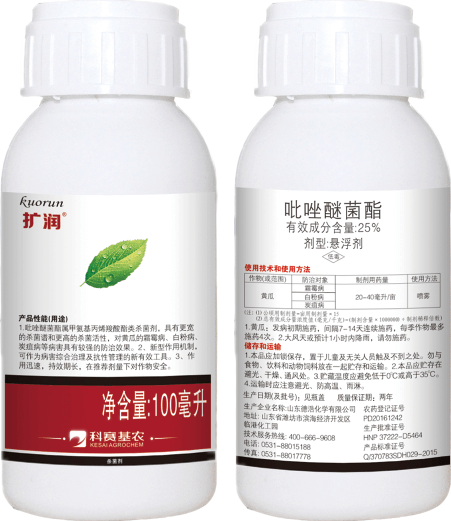 kuorun
扩润®
产品性能(用途)
1.吡唑醚菌酯属甲氧基丙烯羧酸酯类杀菌剂。具有更宽
的杀菌谱和更高的杀菌活性，对黄瓜的霜霉病、白粉病、
炭疽病等病害具有较强的防治效果。2、新型作用机制，
可作为病害综合治理及抗性管理的新有效工具。3、作
用迅速，持效期长，在推荐剂量下对作物安全。
净含量:100毫升
科赛基农
KESAI AGROCHEM
杀菌剂
吡唑醚菌酯
有效成分含量:25%
剂型:悬浮剂
低毒
使用技术和使用方法
作物(或范围) 防治对象 制剂用药量 使用方法
黄瓜 霜霉病 白粉病 炭疽病 20-40毫升/亩 喷雾
1.黄瓜：发病初期施药，间隔7-14天连续施药，每季作物最多
施药4次。2.大风天或预计1小时内降雨，请勿施药。
储存和运输
1.本品应加锁保存，置于儿童及无关人员触及不到之处。勿与
食物、饮料和动物饲料放在一起贮存和运输。2.本品应贮存在
避光、干燥、通风处。3.贮藏温度应避免低于0℃或高于35℃。
4.运输时应注意避光、防高温，雨淋。
生产日期(及批号)：见瓶盖 质量保证期：两年
生产企业名称：山东德浩化学有限公司
地址：山东省潍坊市滨海经济开发区
临港化工园
技术服务热线：400-666-9608
电话：0531-88015188
传真：0531-88017778
农药登记证号
PD20161242
生产批准证号
HNP 37222-D5464
产品标准证号
Q/370783SDH029-2015